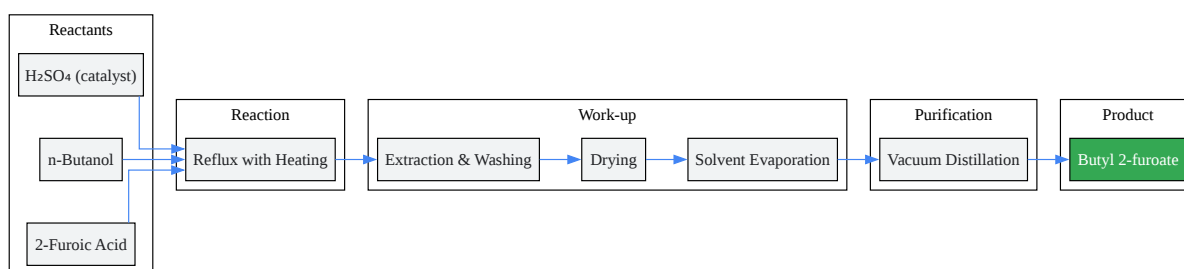 Reactants
H₂SO₄ (catalyst)
n-Butanol
2-Furoic Acid
Reaction
Reflux with Heating
Work-up
Extraction & Washing
Drying
Solvent Evaporation
Purification
Vacuum Distillation
Product
Butyl 2-furoate